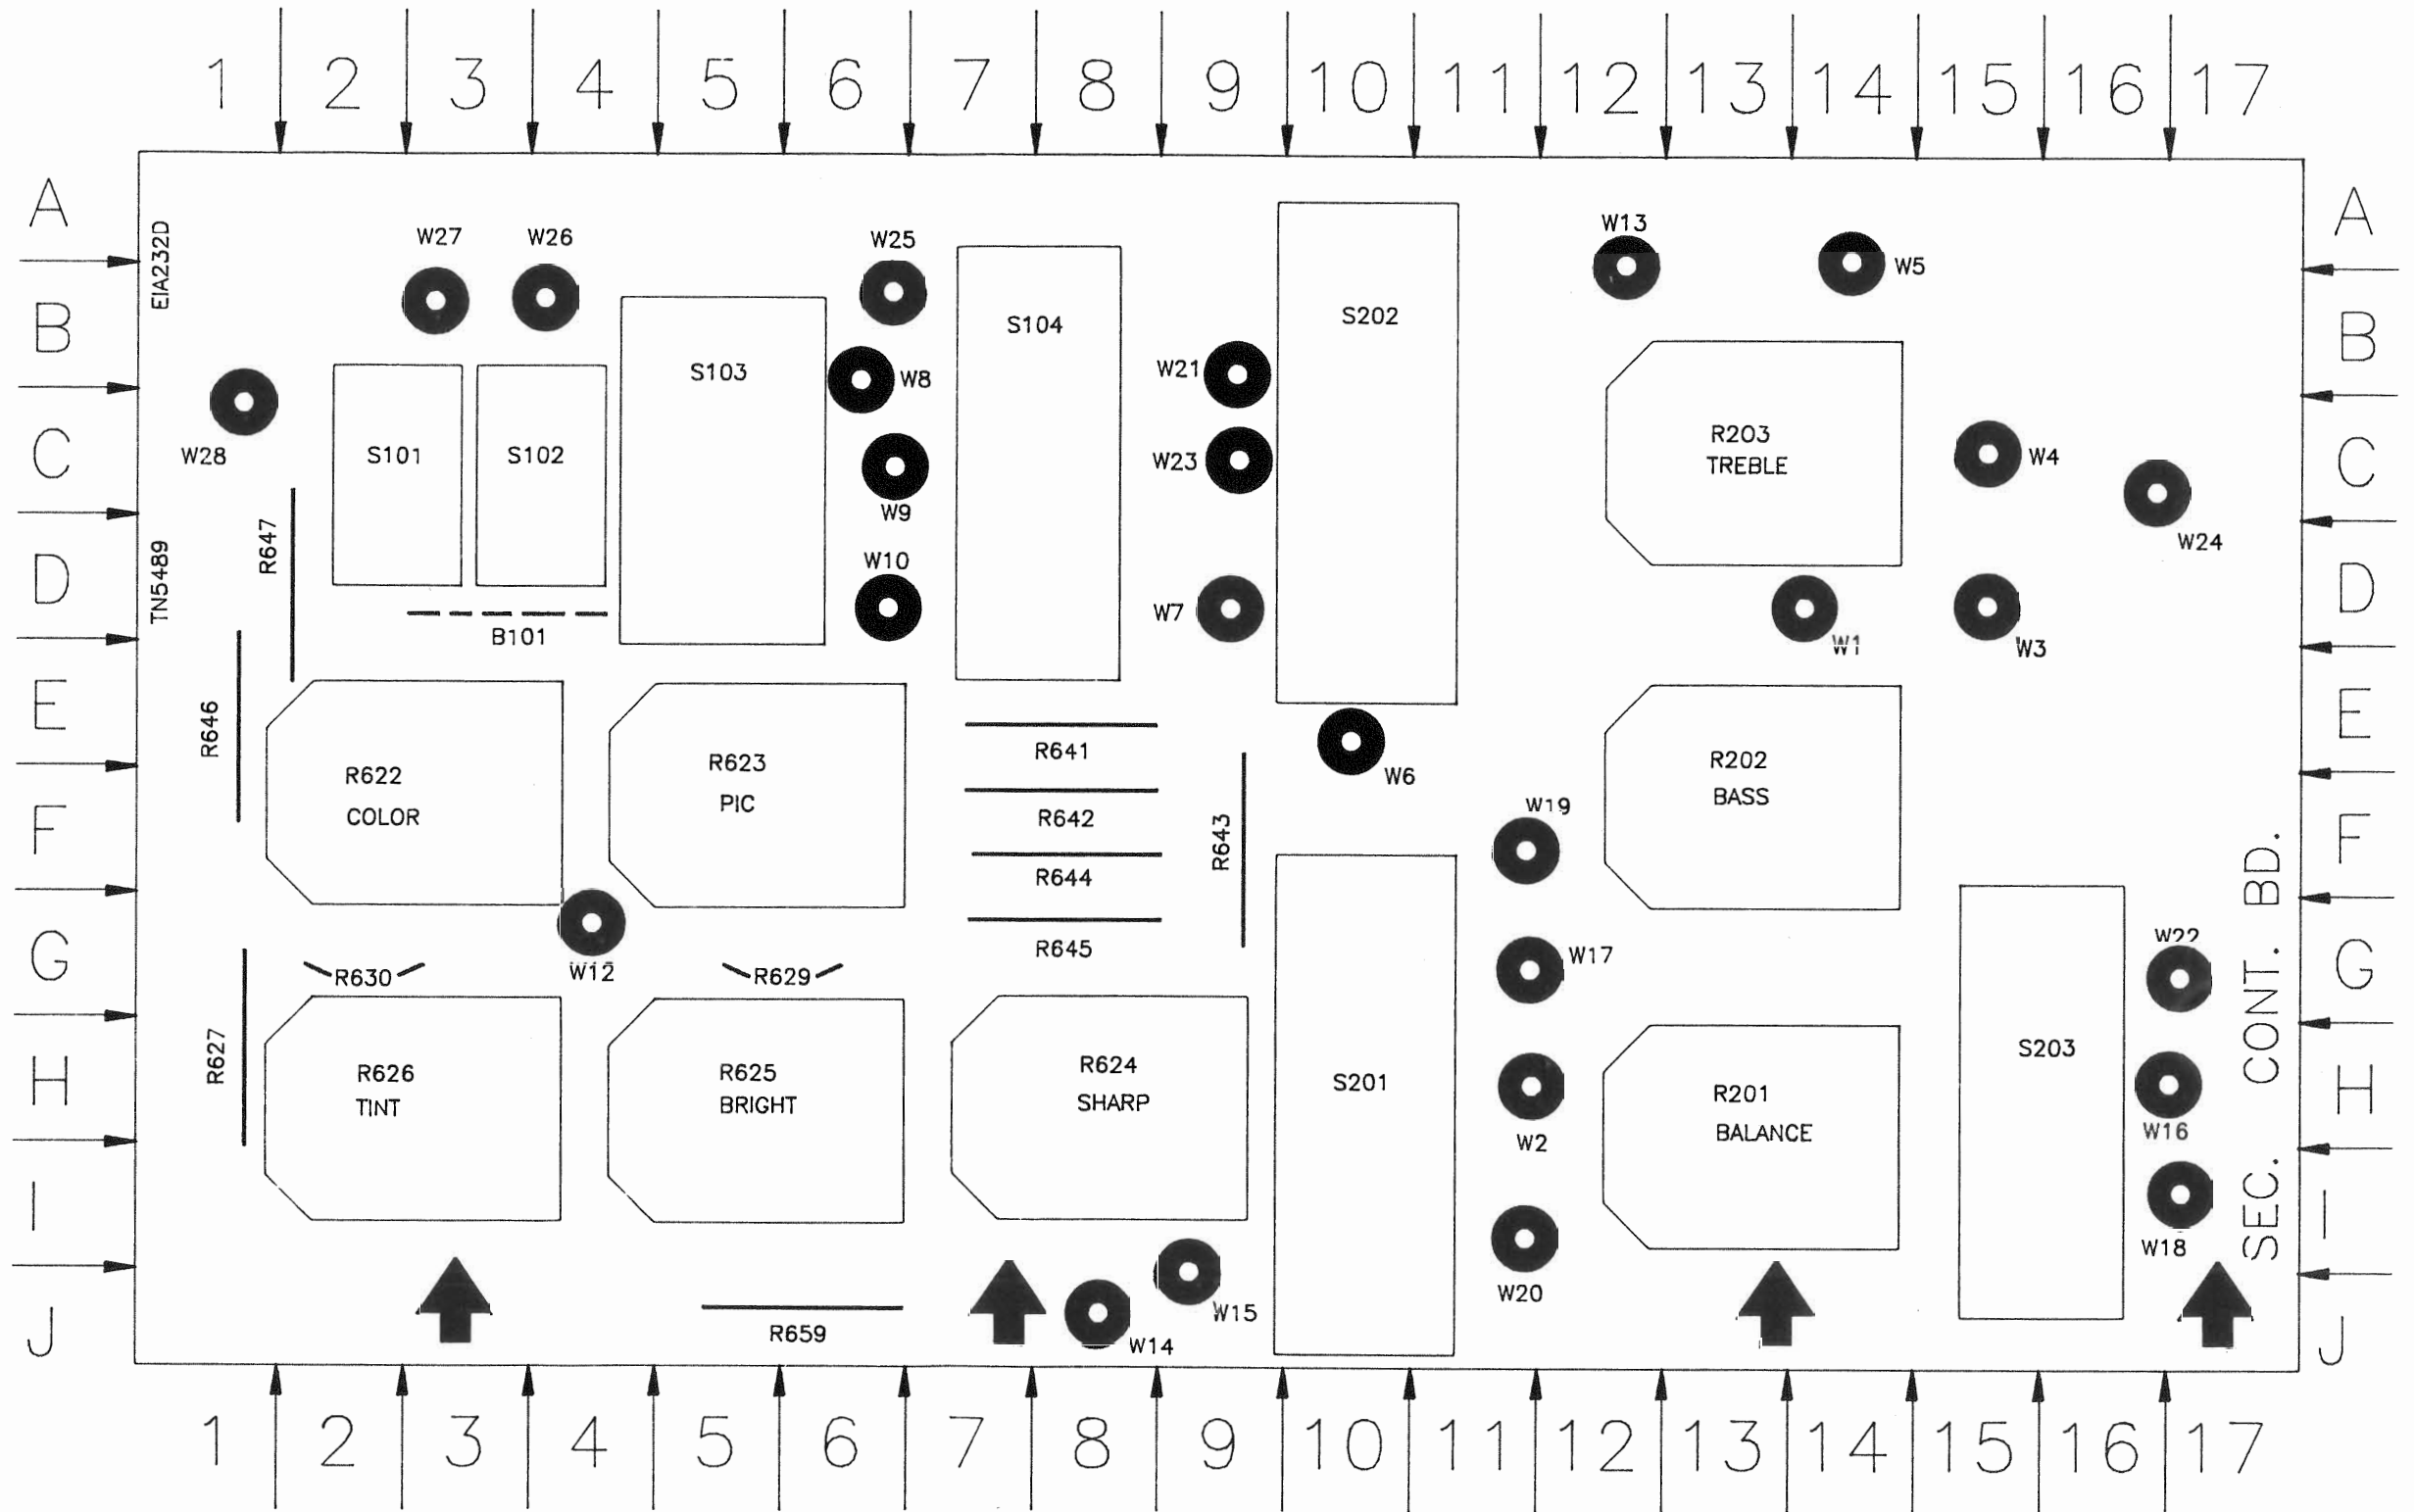 1 2 3 4 5 6 7 8 9 10 11 12 13 14 15 16 17
A
A
EIA232D
W27
W26
W25
W13
W5
B
B
S104
S202
S103
W8
W21
W28
S101
S102
C
C
W9
W23
R203
TREBLE
W4
W24
R647
TN5489
D
D
W10
W7
B101
W1
W3
E
E
R646
R641
W6
R622
COLOR
R623
PIC
R202
BASS
F
F
R642
R643
W19
R644
G
G
R645
W12
R630
R629
W17
W22
SEC. CONT. BD.
R627
H
H
R626
TINT
R625
BRIGHT
R624
SHARP
S201
W2
R201
BALANCE
S203
W16
I
I
W18
W20
J
J
R659
W14
W15
1 2 3 4 5 6 7 8 9 10 11 12 13 14 15 16 17